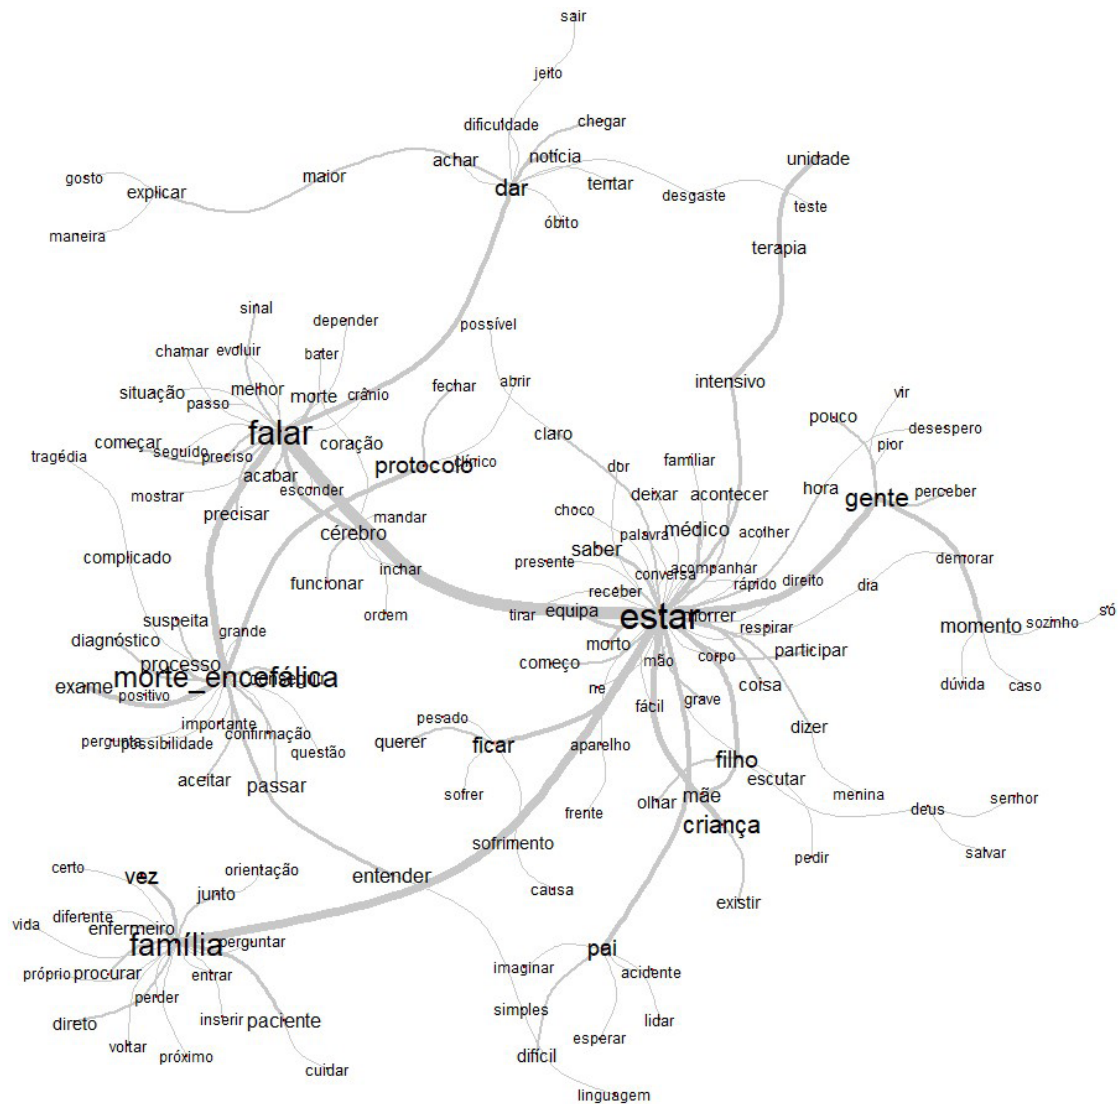 sair
jeito
dificuldade
chegar
achar
notícia
unidade
gosto
explicar
maior
dar
tentar
desgaste
teste
maneira
óbito
terapia
sinal
depender
possível
chamar
evoluir
bater
situação
passo
melhor
morte
crânio
fechar
abrir
intensivo
vir
pouco
desespero
falar
começar
tragédia
seguido
preciso
coração
claro
pior
protocolo
clínico
dor
familiar
hora
gente
perceber
mostrar
acabar
esconder
deixar
acontecer
precisar
mandar
choco
palavra
médico
acolher
cérebro
saber
complicado
funcionar
inchar
presente
conversa
acompanhar
rápido
direito
dia
demorar
ordem
receber
suspeita
grande
tirar
equipa
estar
morrer
respirar
momento
sozinho
só
diagnóstico
processo
começo
morto
mão
corpo
participar
morte_encefálica
conseguir
exame
positivo
ne
fácil
grave
coisa
dúvida
caso
pergunta
possibilidade
importante
confirmação
questão
pesado
querer
ficar
aparelho
dizer
filho
aceitar
passar
sofrer
frente
olhar
mãe
escutar
menina
deus
senhor
criança
sofrimento
salvar
certo
vez
orientação
entender
pedir
junto
causa
existir
vida
diferente
enfermeiro
família
perguntar
pai
próprio
procurar
entrar
imaginar
acidente
perder
simples
direto
inserir
paciente
lidar
voltar
próximo
esperar
difícil
cuidar
linguagem